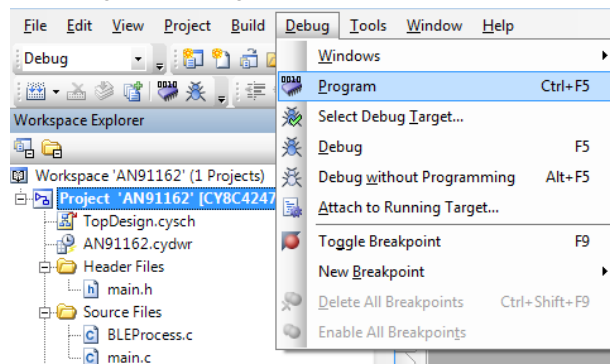 File Edit View Project Build Debug Tools Window Help
Debug
Windows
Program Ctrl+F5
Select Debug Target...
Debug F5
Debug without Programming Alt+F5
Attach to Running Target...
Toggle Breakpoint F9
New Breakpoint
Delete All Breakpoints Ctrl+Shift+F9
Enable All Breakpoints
Workspace Explorer
Workspace 'AN91162' (1 Projects)
Project 'AN91162' [CY8C4247
TopDesign.cysch
AN91162.cydwr
Header Files
main.h
Source Files
BLEProcess.c
main.c